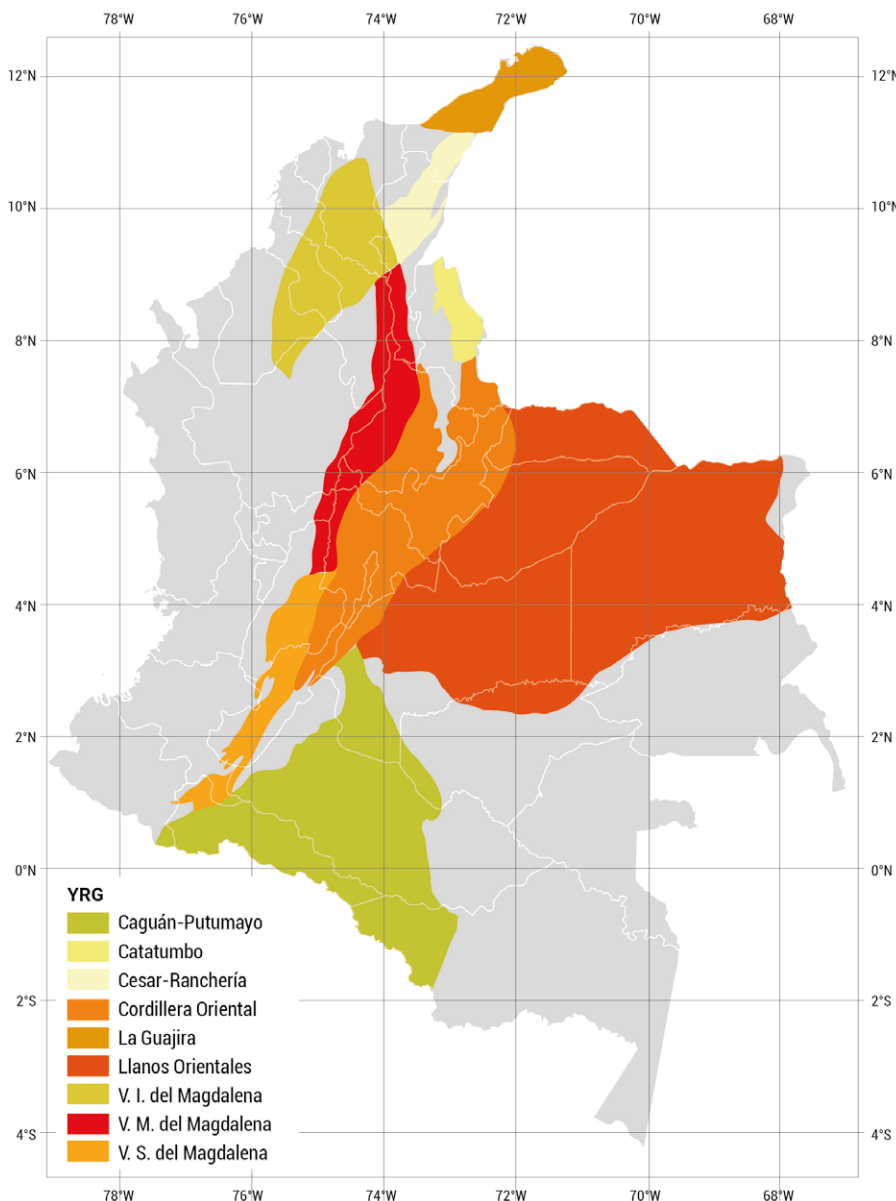 78°W 76°W 74°W 72°W 70°W 68°W
12°N 12°N
10°N 10°N
8°N 8°N
6°N 6°N
4°N 4°N
2°N 2°N
0°N 0°N
YRG
Caguán-Putumayo
Catatumbo
Cesar-Ranchería
Cordillera Oriental
La Guajira
Llanos Orientales
V. I. del Magdalena
V. M. del Magdalena
V. S. del Magdalena
2°S 2°S
4°S 4°S
78°W 76°W 74°W 72°W 70°W 68°W